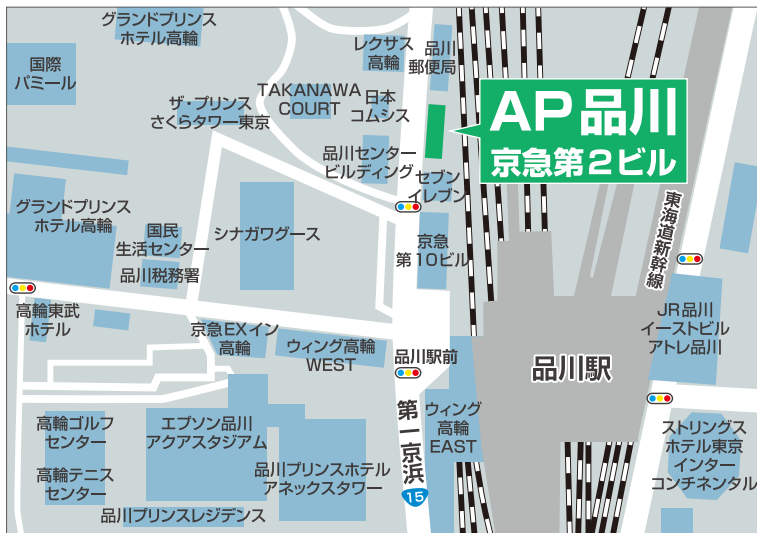 グランドプリンス
ホテル高輪
国際
パミール
レクサス
高輪
品川
郵便局
TAKANAWA
COURT
日本
コムシス
ザ・プリンス
さくらタワー東京
AP品川
京急第2ビル
品川センター
ビルディング
セブン
イレブン
グランドプリンス
ホテル高輪
国民
生活センター
シナガワグース
品川税務署
京急
第10ビル
東海道新幹線
高輪東武
ホテル
京急EXイン
高輪
ウィング高輪
WEST
品川駅前
品川駅
JR品川
イーストビル
アトレ品川
高輪ゴルフ
センター
エプソン品川
アクアスタジアム
第一京浜
15
ウィング
高輪
EAST
ストリングス
ホテル東京
インター
コンチネンタル
高輪テニス
センター
品川プリンスホテル
アネックスタワー
品川プリンスレジデンス